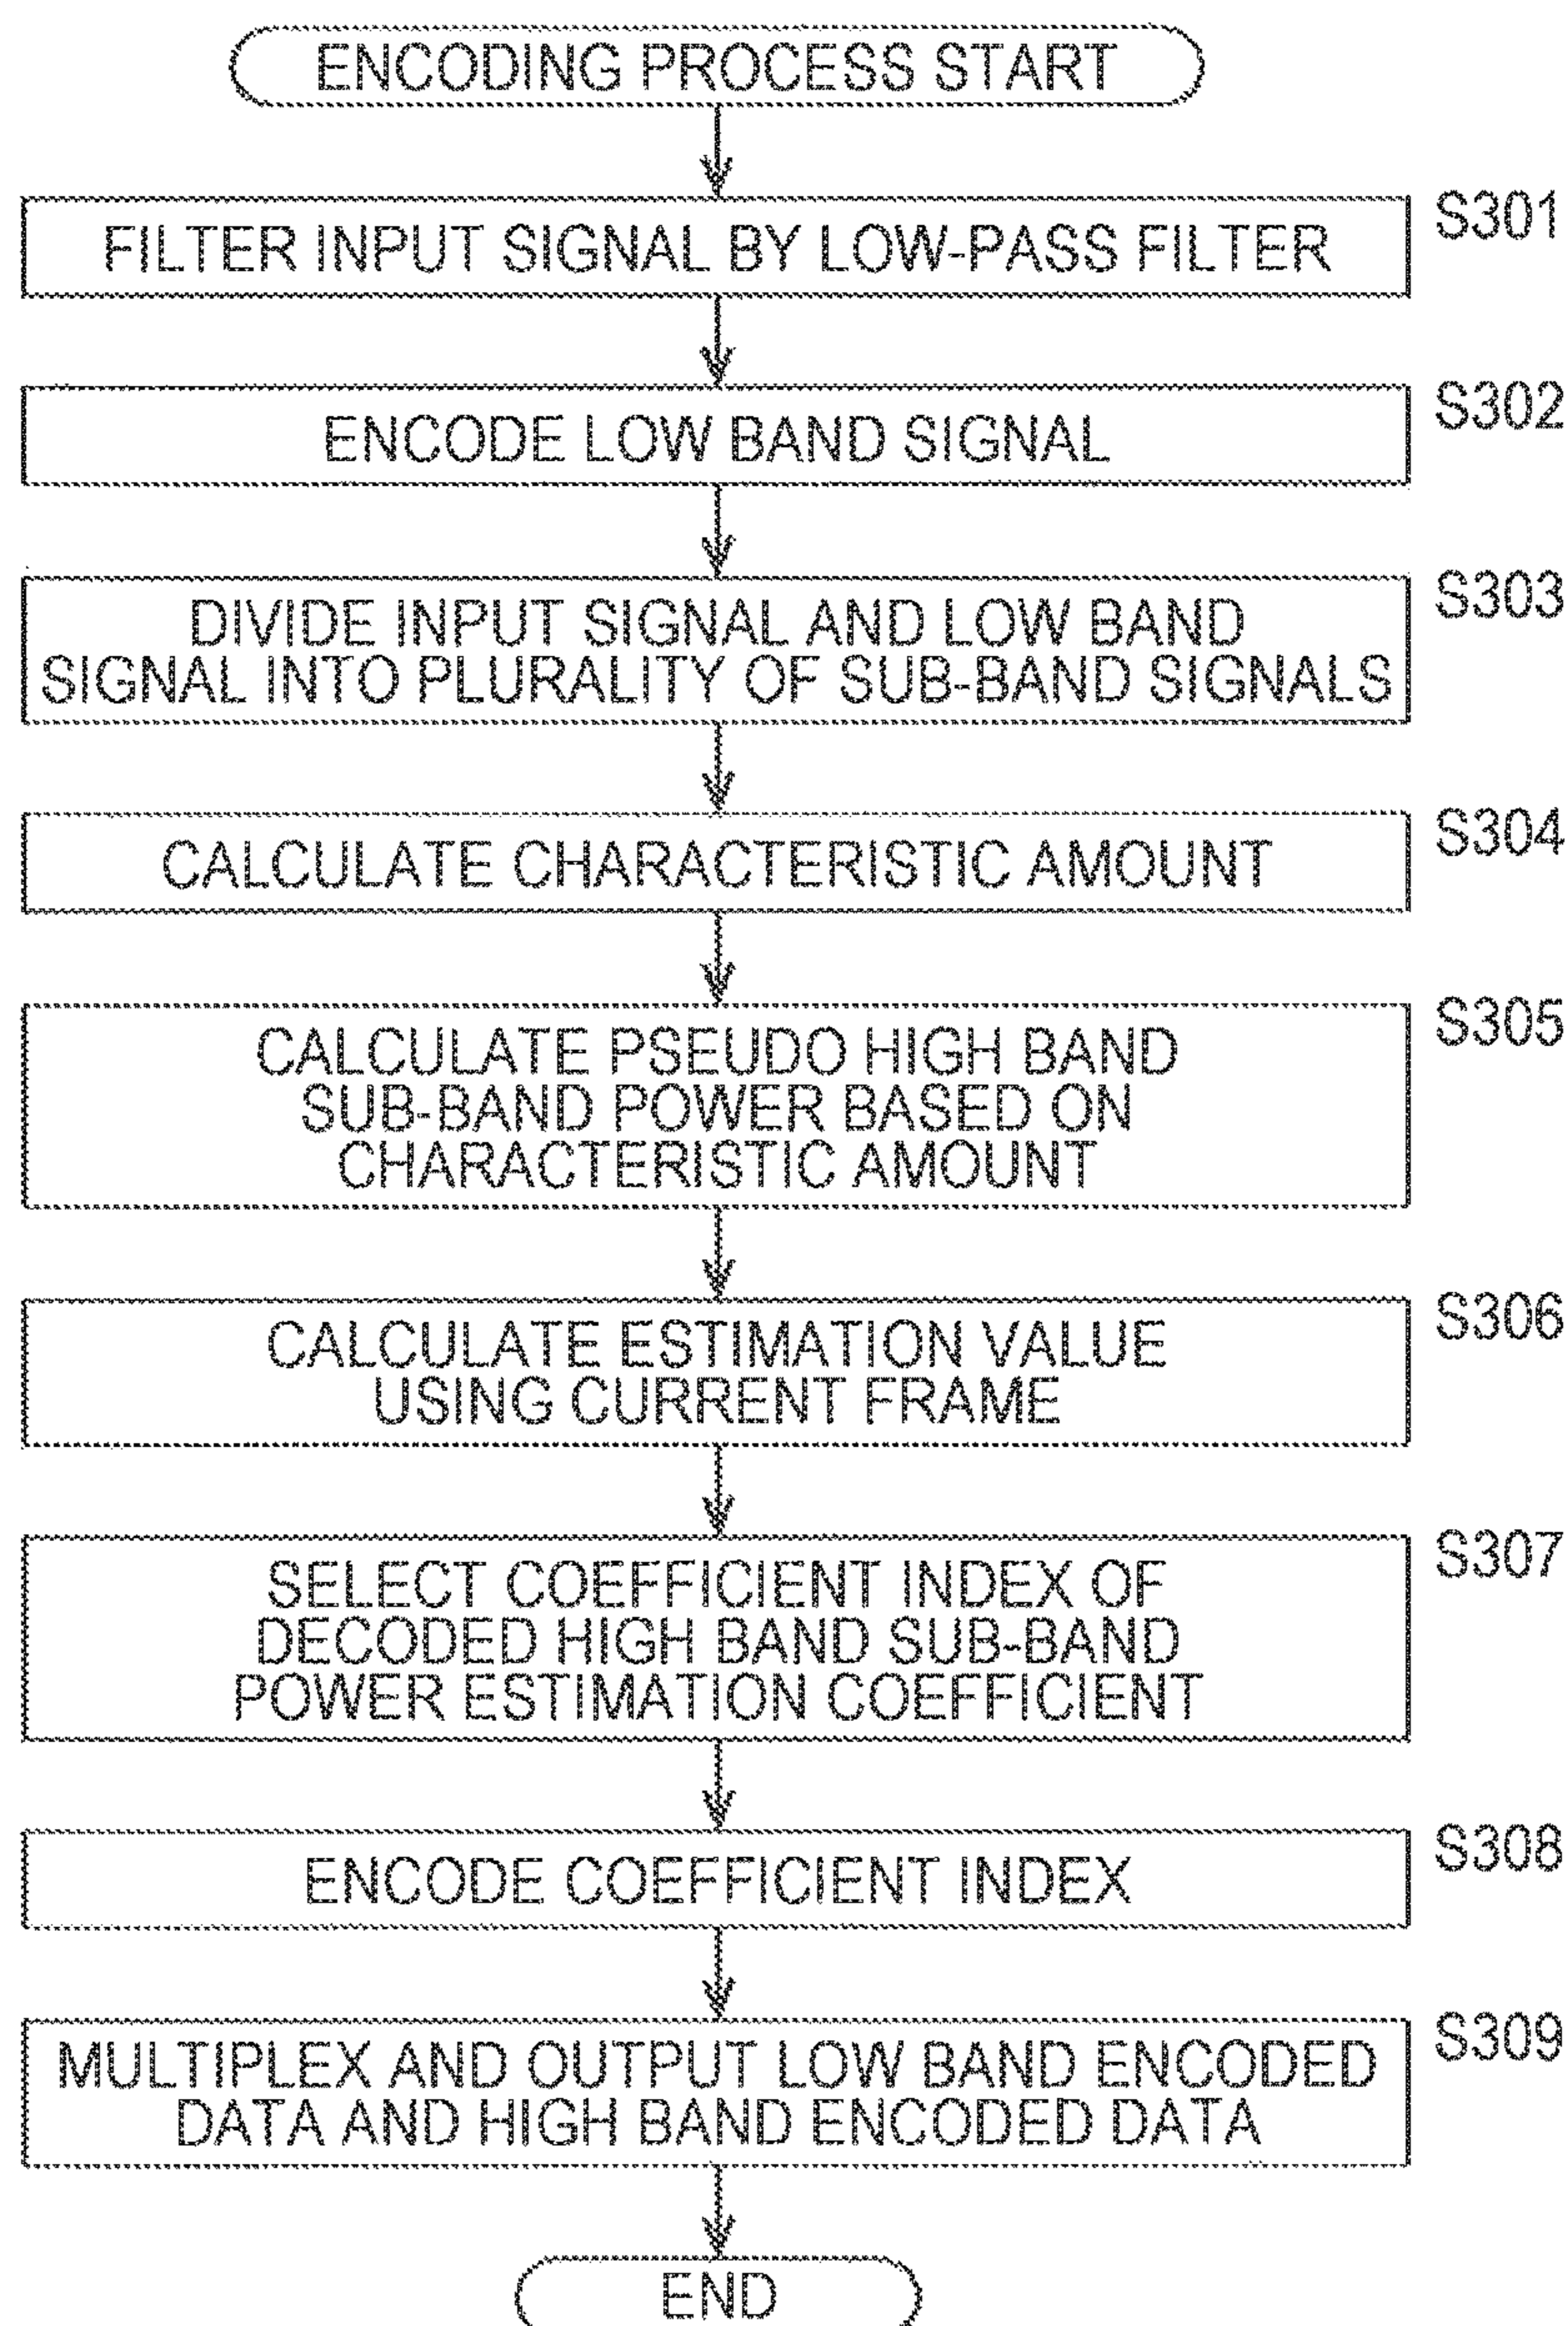 ENCODING PROCESS START
S301
FILTER INPUT SIGNAL BY LOW-PASS FILTER
S302
ENCODE LOW BAND SIGNAL
S303
DIVIDE INPUT SIGNAL AND LOW BAND
SIGNAL INTO PLURALITY OF SUB-BAND SIGNALS
S304
CALCULATE CHARACTERISTIC AMOUNT
S305
CALCULATE PSEUDO HIGH BAND
SUB-BAND POWER BASED ON
CHARACTERISTIC AMOUNT
S306
CALCULATE ESTIMATION VALUE
USING CURRENT FRAME
S307
SELECT COEFFICIENT INDEX OF
DECODED HIGH BAND SUB-BAND
POWER ESTIMATION COEFFICIENT
S308
ENCODE COEFFICIENT INDEX
S309
MULTIPLEX AND OUTPUT LOW BAND ENCODED
DATA AND HIGH BAND ENCODED DATA
END